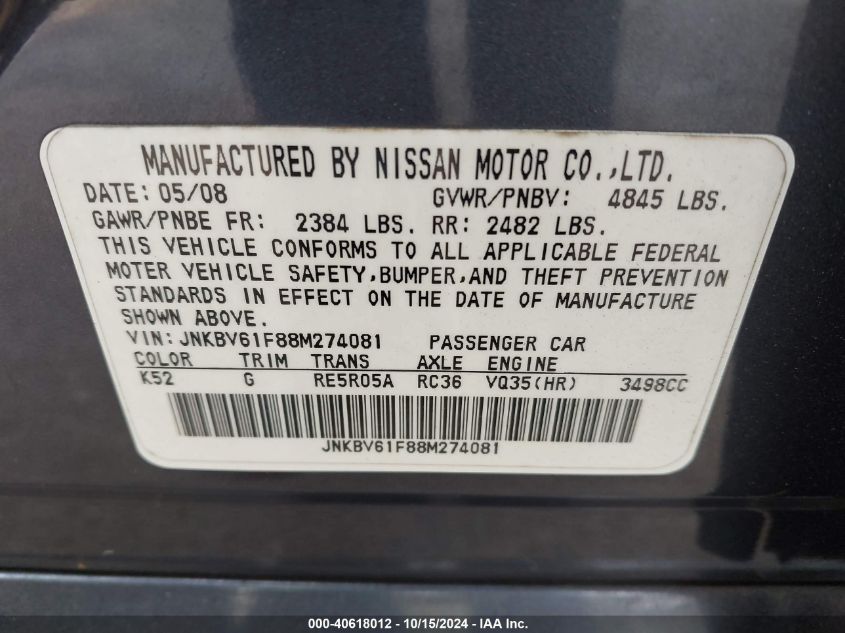 MANUFACTURED BY NISSAN MOTOR CO.,LTD.
DATE: 05/08 GVWR/PNBV: 4845 LBS.
GAWR/PNBE FR: 2384 LBS. RR: 2482 LBS.
THIS VEHICLE CONFORMS TO ALL APPLICABLE FEDERAL
MOTER VEHICLE SAFETY,BUMPER,AND THEFT PREVENTION
STANDARDS IN EFFECT ON THE DATE OF MANUFACTURE
SHOWN ABOVE.
VIN: JNKBV61F88M274081 PASSENGER CAR
COLOR TRIM TRANS AXLE ENGINE
K52 G RE5R05A RC36 VQ35(HR) 3498CC
JNKBV61F88M274081
000-40618012 - 10/15/2024 - IAA Inc.